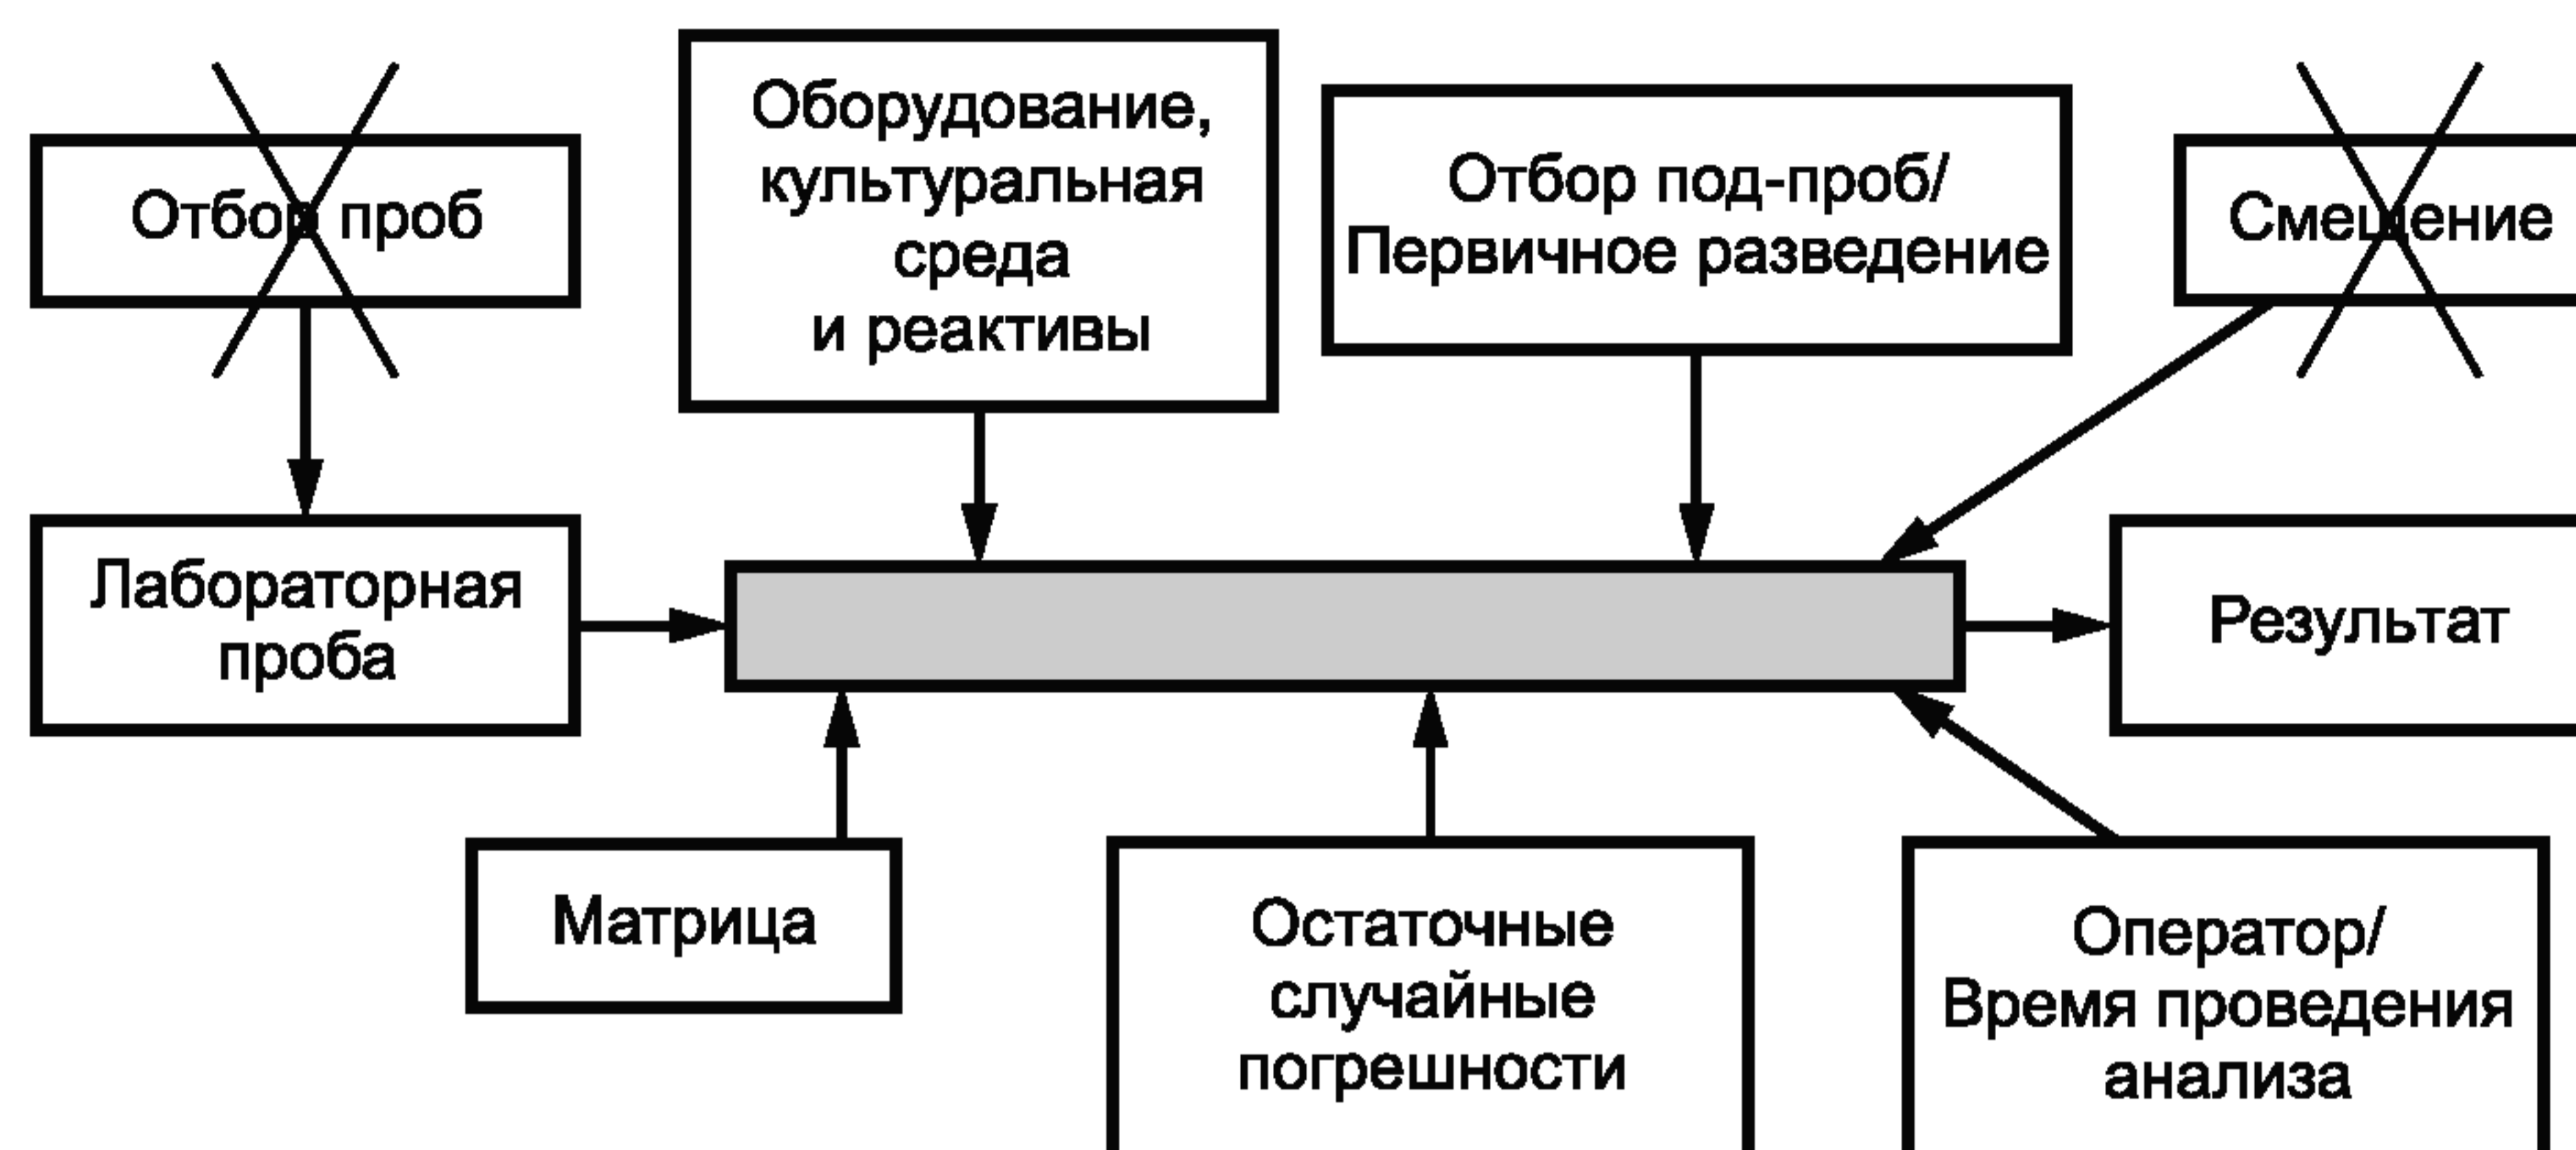 Отбор проб
Оборудование,
культуральная
среда
и реактивы
Отбор под-проб/
Первичное разведение
Смещение
Лабораторная
проба
Результат
Матрица
Остаточные
случайные
погрешности
Оператор/
Время проведения
анализа